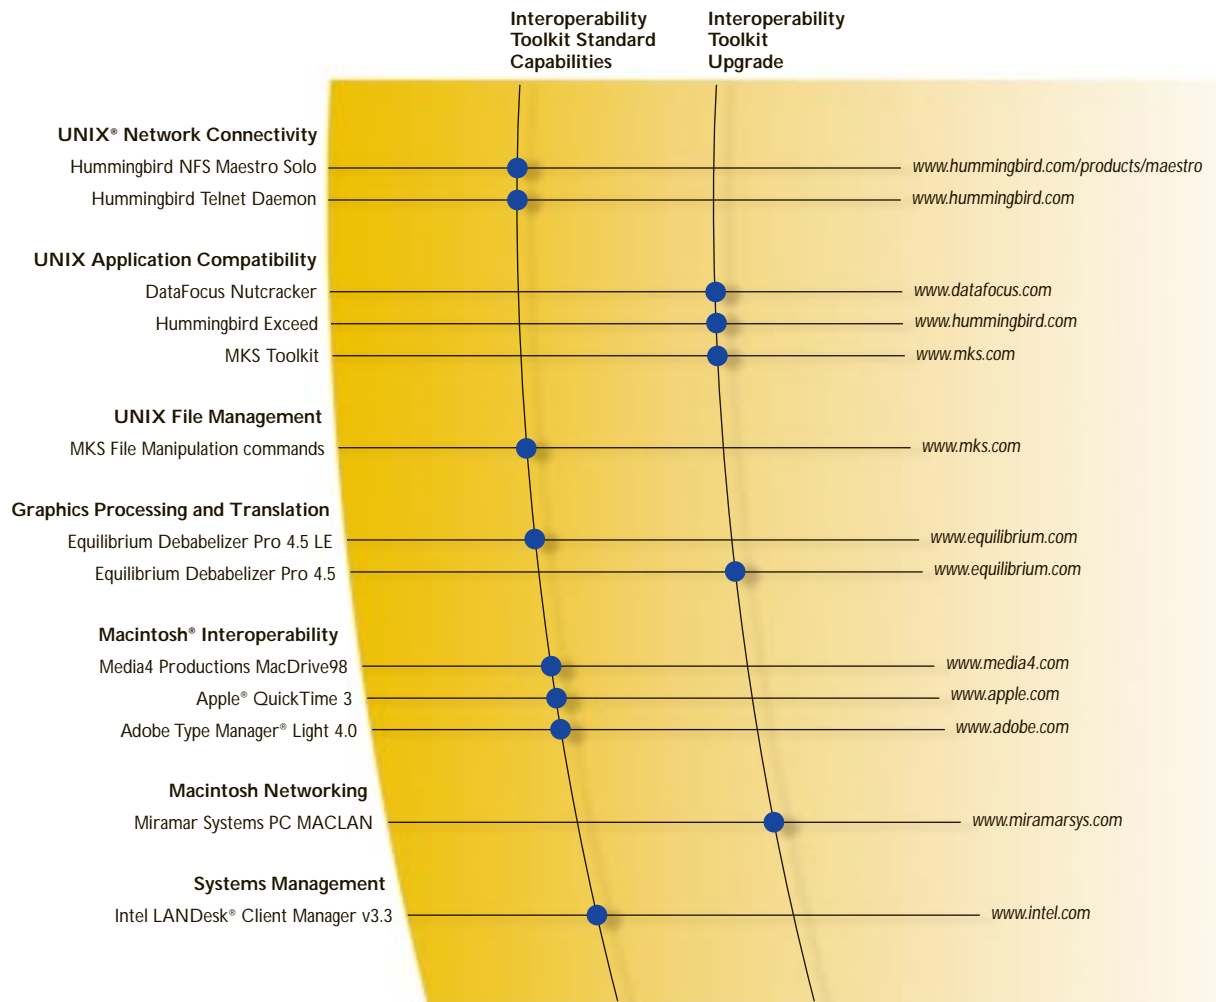 Interoperability
Toolkit Standard
Capabilities
Interoperability
Toolkit
Upgrade
UNIX® Network Connectivity
Hummingbird NFS Maestro Solo
www.hummingbird.com/products/maestro
Hummingbird Telnet Daemon
www.hummingbird.com
UNIX Application Compatibility
DataFocus Nutcracker
www.datafocus.com
Hummingbird Exceed
www.hummingbird.com
MKS Toolkit
www.mks.com
UNIX File Management
MKS File Manipulation commands
www.mks.com
Graphics Processing and Translation
Equilibrium Debabelizer Pro 4.5 LE
www.equilibrium.com
Equilibrium Debabelizer Pro 4.5
www.equilibrium.com
Macintosh® Interoperability
Media4 Productions MacDrive98
www.media4.com
Apple® QuickTime 3
www.apple.com
Adobe Type Manager® Light 4.0
www.adobe.com
Macintosh Networking
Miramar Systems PC MACLAN
www.miramarsys.com
Systems Management
Intel LANDesk® Client Manager v3.3
www.intel.com